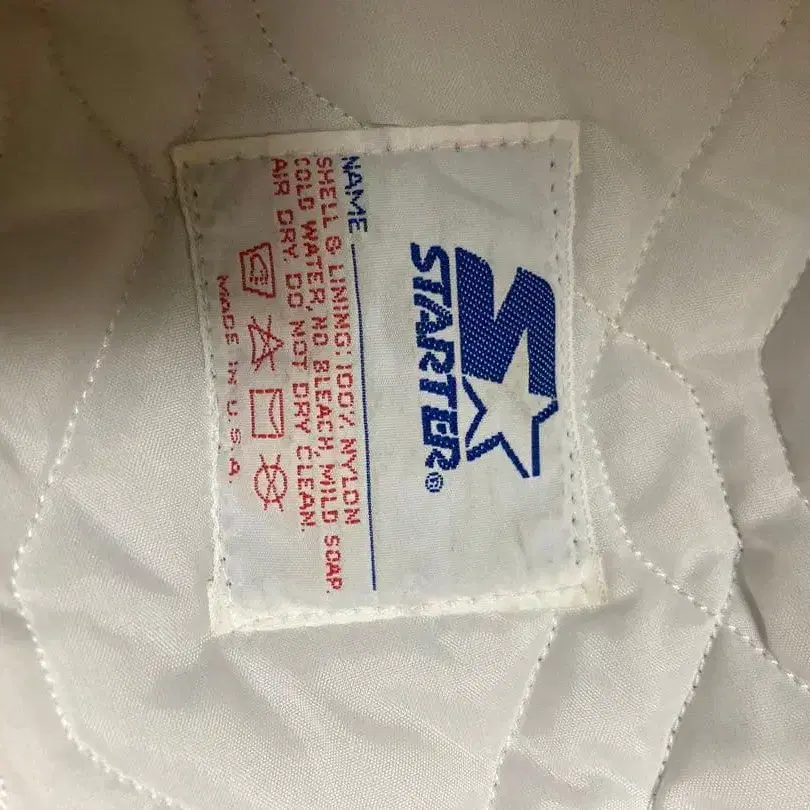 STARTER®
NAME
SHELL & LINING: 100% NYLON
COLD WATER, NO BLEACH, MILD SOAP.
AIR DRY. DO NOT DRY CLEAN.
MADE IN U.S.A.